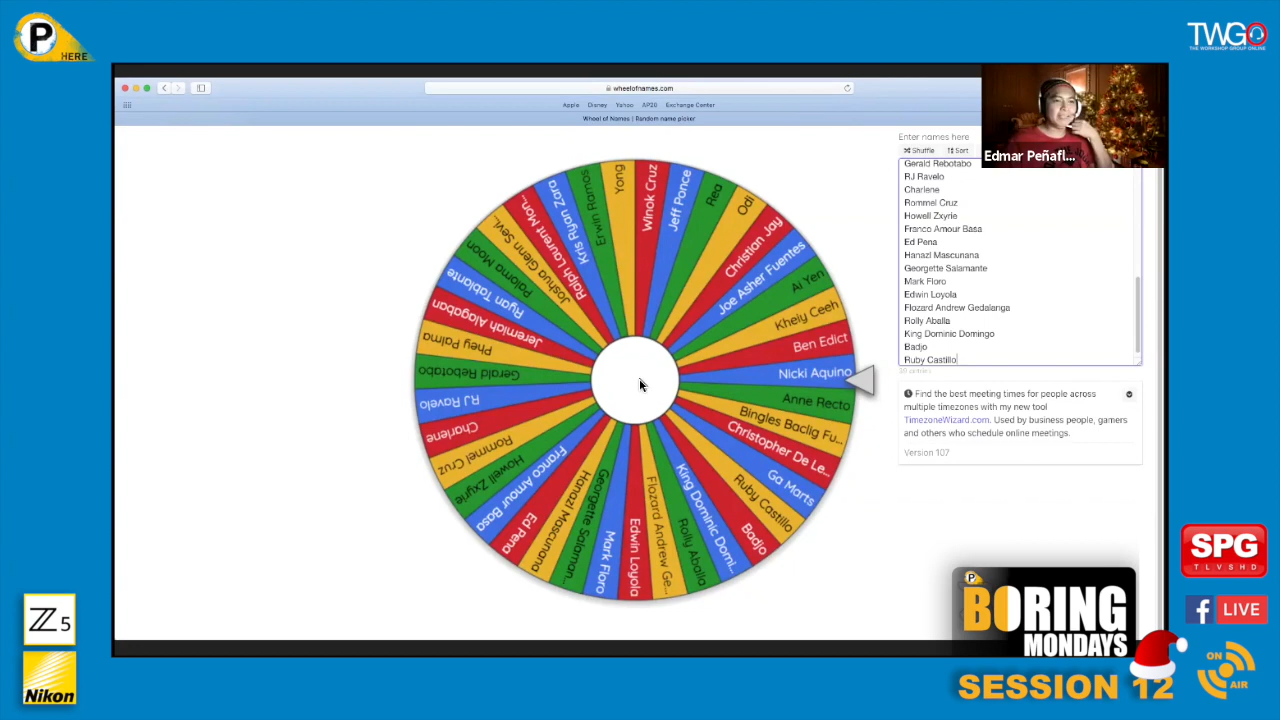 P
HERE
TWGO
THE WORKSHOP GROUP ONLINE
wheelofnames.com
Apple Disney Yahoo AP20 Exchange Center
Wheel of Names | Random name picker
Edmar Peñafl...
Enter names here
Shuffle Sort
Gerald Rebotabo
RJ Ravelo
Charlene
Rommel Cruz
Howell Zxyrie
Franco Amour Basa
Ed Pena
Hanazl Mascunana
Georgette Salamante
Mark Floro
Edwin Loyola
Flozard Andrew Gedalanga
Rolly Aballa
King Dominic Domingo
Badjo
Ruby Castillo
Find the best meeting times for people across
multiple timezones with my new tool
TimezoneWizard.com. Used by business people, gamers
and others who schedule online meetings.
Version 107
Yong
Winok Cruz
Jeff Ponce
Rea
Odi
Christian Jay
Joe Asher Fuentes
Ai Yen
Khely Ceeh
Ben Edict
Nicki Aquino
Anne Recto
Bingles Baclig Fu...
Christopher De Le...
Ga Marts
Ruby Castillo
Badjo
King Dominic Domi...
Rolly Aballa
Flozard Andrew Ge...
Edwin Loyola
Mark Floro
Georgette Salaman...
Hanazl Mascunana
Ed Pena
Franco Amour Basa
Howell Zxyrie
Rommel Cruz
Charlene
RJ Ravelo
Gerald Rebotabo
Phey Palma
Jeremiah Alagaban
Ryan Tablante
Paloma Mon
Joshua Glenn Sevi...
Ralph Laurent Mon...
Kris Ryan Zara
Erwin Ramos
SPG
TLVSHD
f LIVE
P
BORING
MONDAYS
SESSION 12
ON
AIR
Z 5
Nikon